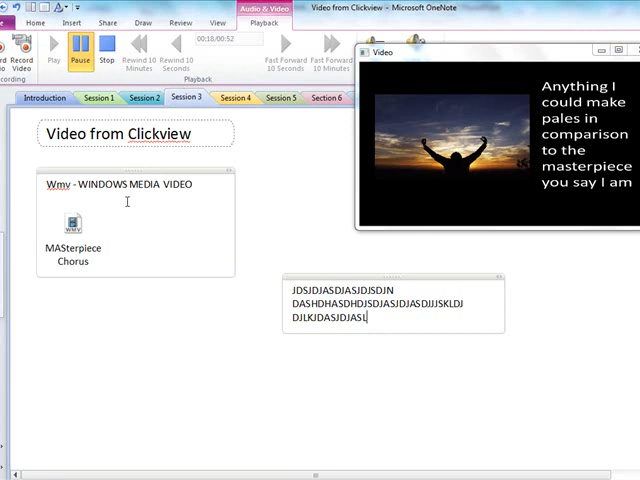 Video from Clickview - Microsoft OneNote
Audio & Video
Home Insert Share Draw Review View Playback
Record Video
Play
Pause
Stop
Rewind 10 Minutes
Rewind 10 Seconds
00:18/00:52
Fast Forward 10 Seconds
Fast Forward 10 Minutes
Playback
Introduction Session 1 Session 2 Session 3 Session 4 Session 5 Section 6
Video
Anything I
could make
pales in
comparison
to the
masterpiece
you say I am
Video from Clickview
Wmv - WINDOWS MEDIA VIDEO
WMV
MASterpiece
Chorus
JDSJDJASDJASJDJSDJN
DASHDHASDHDJSDJASJDJASDJJJSKLDJ
DJLKJDASJDJASL